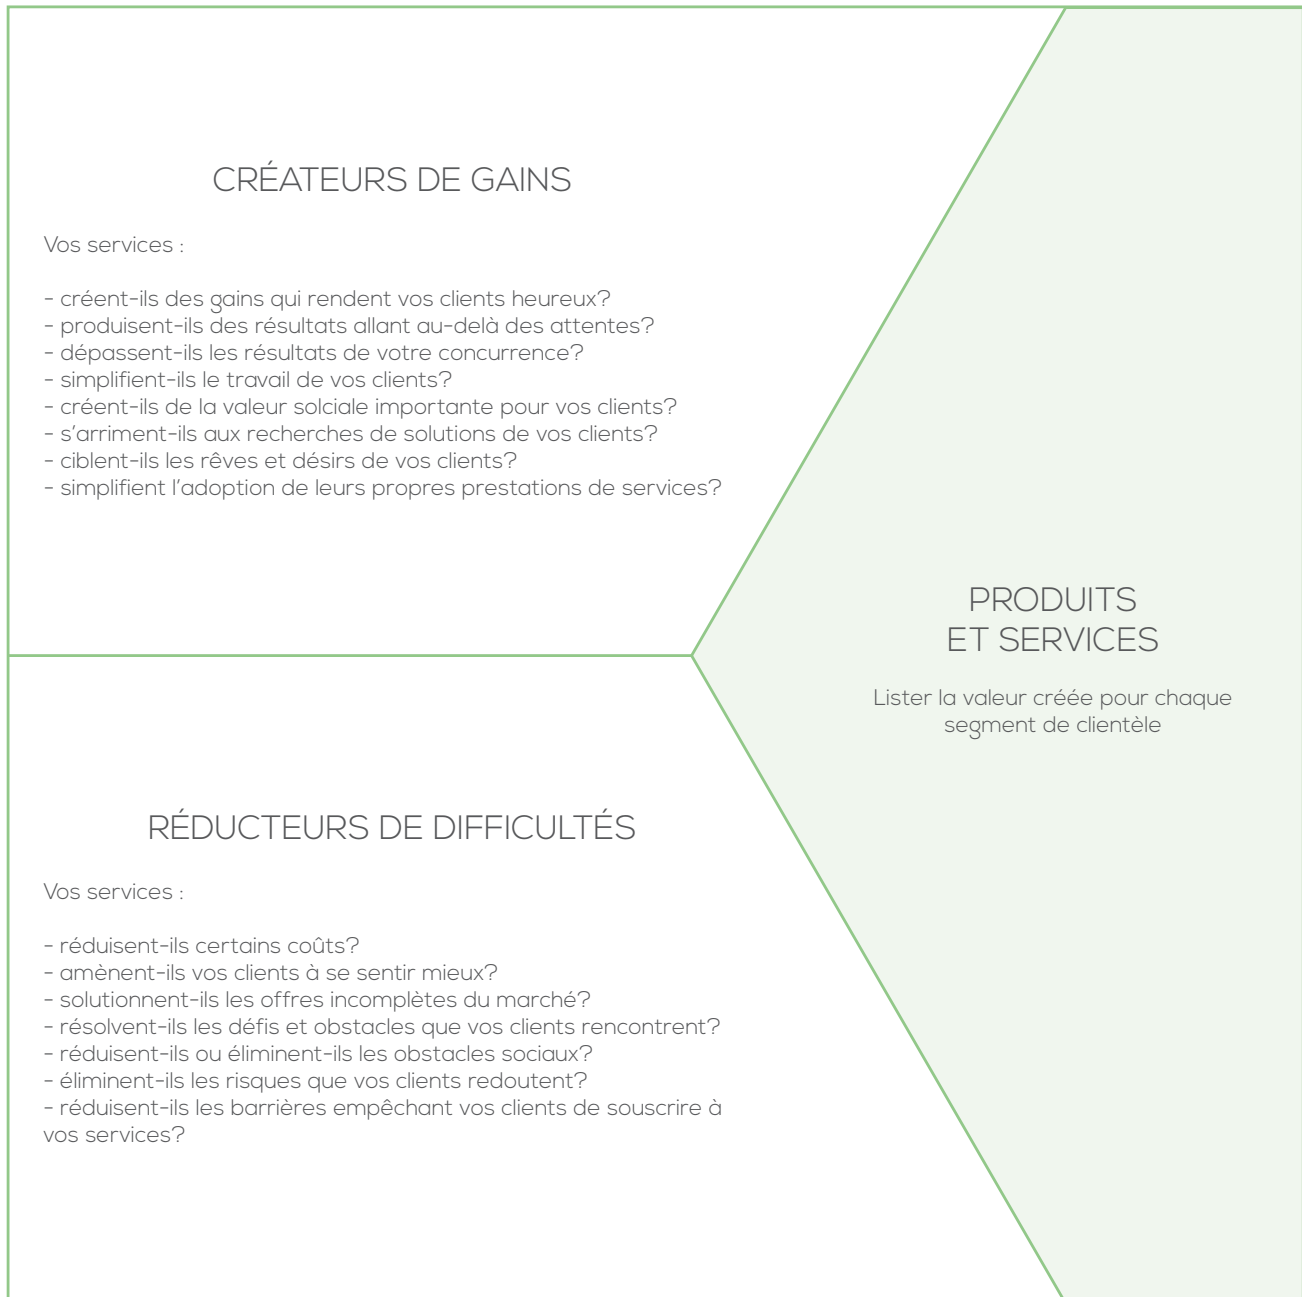 CRÉATEURS DE GAINS
Vos services :
- créent-ils des gains qui rendent vos clients heureux?
- produisent-ils des résultats allant au-delà des attentes?
- dépassent-ils les résultats de votre concurrence?
- simplifient-ils le travail de vos clients?
- créent-ils de la valeur solciale importante pour vos clients?
- s’arriment-ils aux recherches de solutions de vos clients?
- ciblent-ils les rêves et désirs de vos clients?
- simplifient l’adoption de leurs propres prestations de services?
PRODUITS
ET SERVICES
Lister la valeur créée pour chaque
segment de clientèle
RÉDUCTEURS DE DIFFICULTÉS
Vos services :
- réduisent-ils certains coûts?
- amènent-ils vos clients à se sentir mieux?
- solutionnent-ils les offres incomplètes du marché?
- résolvent-ils les défis et obstacles que vos clients rencontrent?
- réduisent-ils ou éliminent-ils les obstacles sociaux?
- éliminent-ils les risques que vos clients redoutent?
- réduisent-ils les barrières empêchant vos clients de souscrire à
vos services?